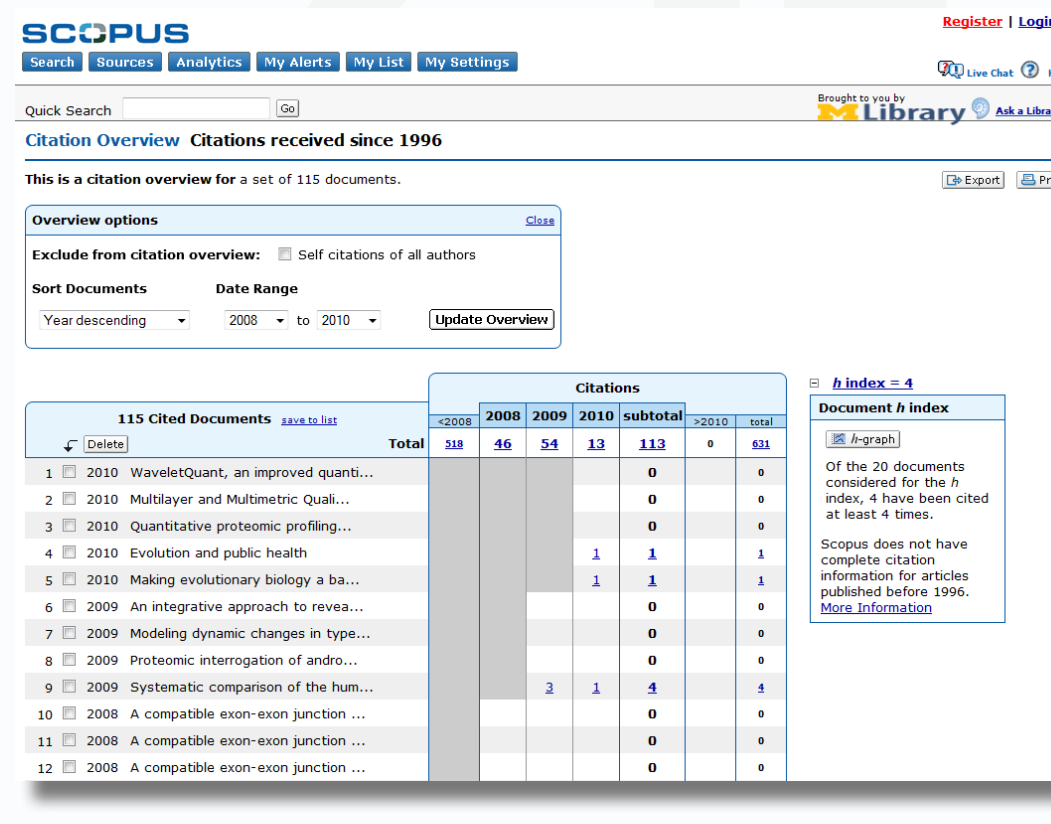 SCOPUS
Register | Login
Search Sources Analytics My Alerts My List My Settings
Live Chat
Quick Search Go
Brought to you by
M Library Ask a Libra
Citation Overview Citations received since 1996
This is a citation overview for a set of 115 documents.
Export Pr
Overview options Close
Exclude from citation overview: Self citations of all authors
Sort Documents Date Range
Year descending 2008 to 2010 Update Overview
Citations
115 Cited Documents save to list <2008 2008 2009 2010 subtotal >2010 total
Delete Total 518 46 54 13 113 0 631
1 2010 WaveletQuant, an improved quanti... 0 0
2 2010 Multilayer and Multimetric Quali... 0 0
3 2010 Quantitative proteomic profiling... 0 0
4 2010 Evolution and public health 1 1 1
5 2010 Making evolutionary biology a ba... 1 1 1
6 2009 An integrative approach to revea... 0 0
7 2009 Modeling dynamic changes in type... 0 0
8 2009 Proteomic interrogation of andro... 0 0
9 2009 Systematic comparison of the hum... 3 1 4 4
10 2008 A compatible exon-exon junction ... 0 0
11 2008 A compatible exon-exon junction ... 0 0
12 2008 A compatible exon-exon junction ... 0 0
h index = 4
Document h index
h-graph
Of the 20 documents
considered for the h
index, 4 have been cited
at least 4 times.
Scopus does not have
complete citation
information for articles
published before 1996.
More Information